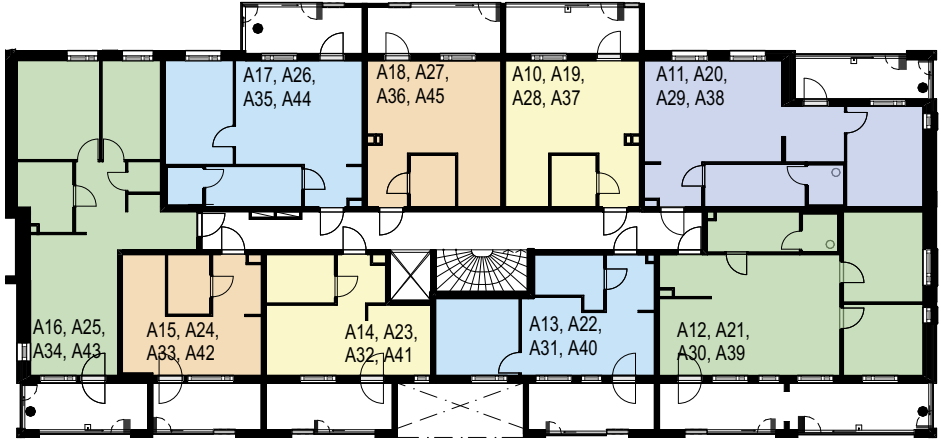 A17, A26,
A35, A44
A18, A27,
A36, A45
A10, A19,
A28, A37
A11, A20,
A29, A38
A16, A25,
A34, A43
A15, A24,
A33, A42
A14, A23,
A32, A41
A13, A22,
A31, A40
A12, A21,
A30, A39